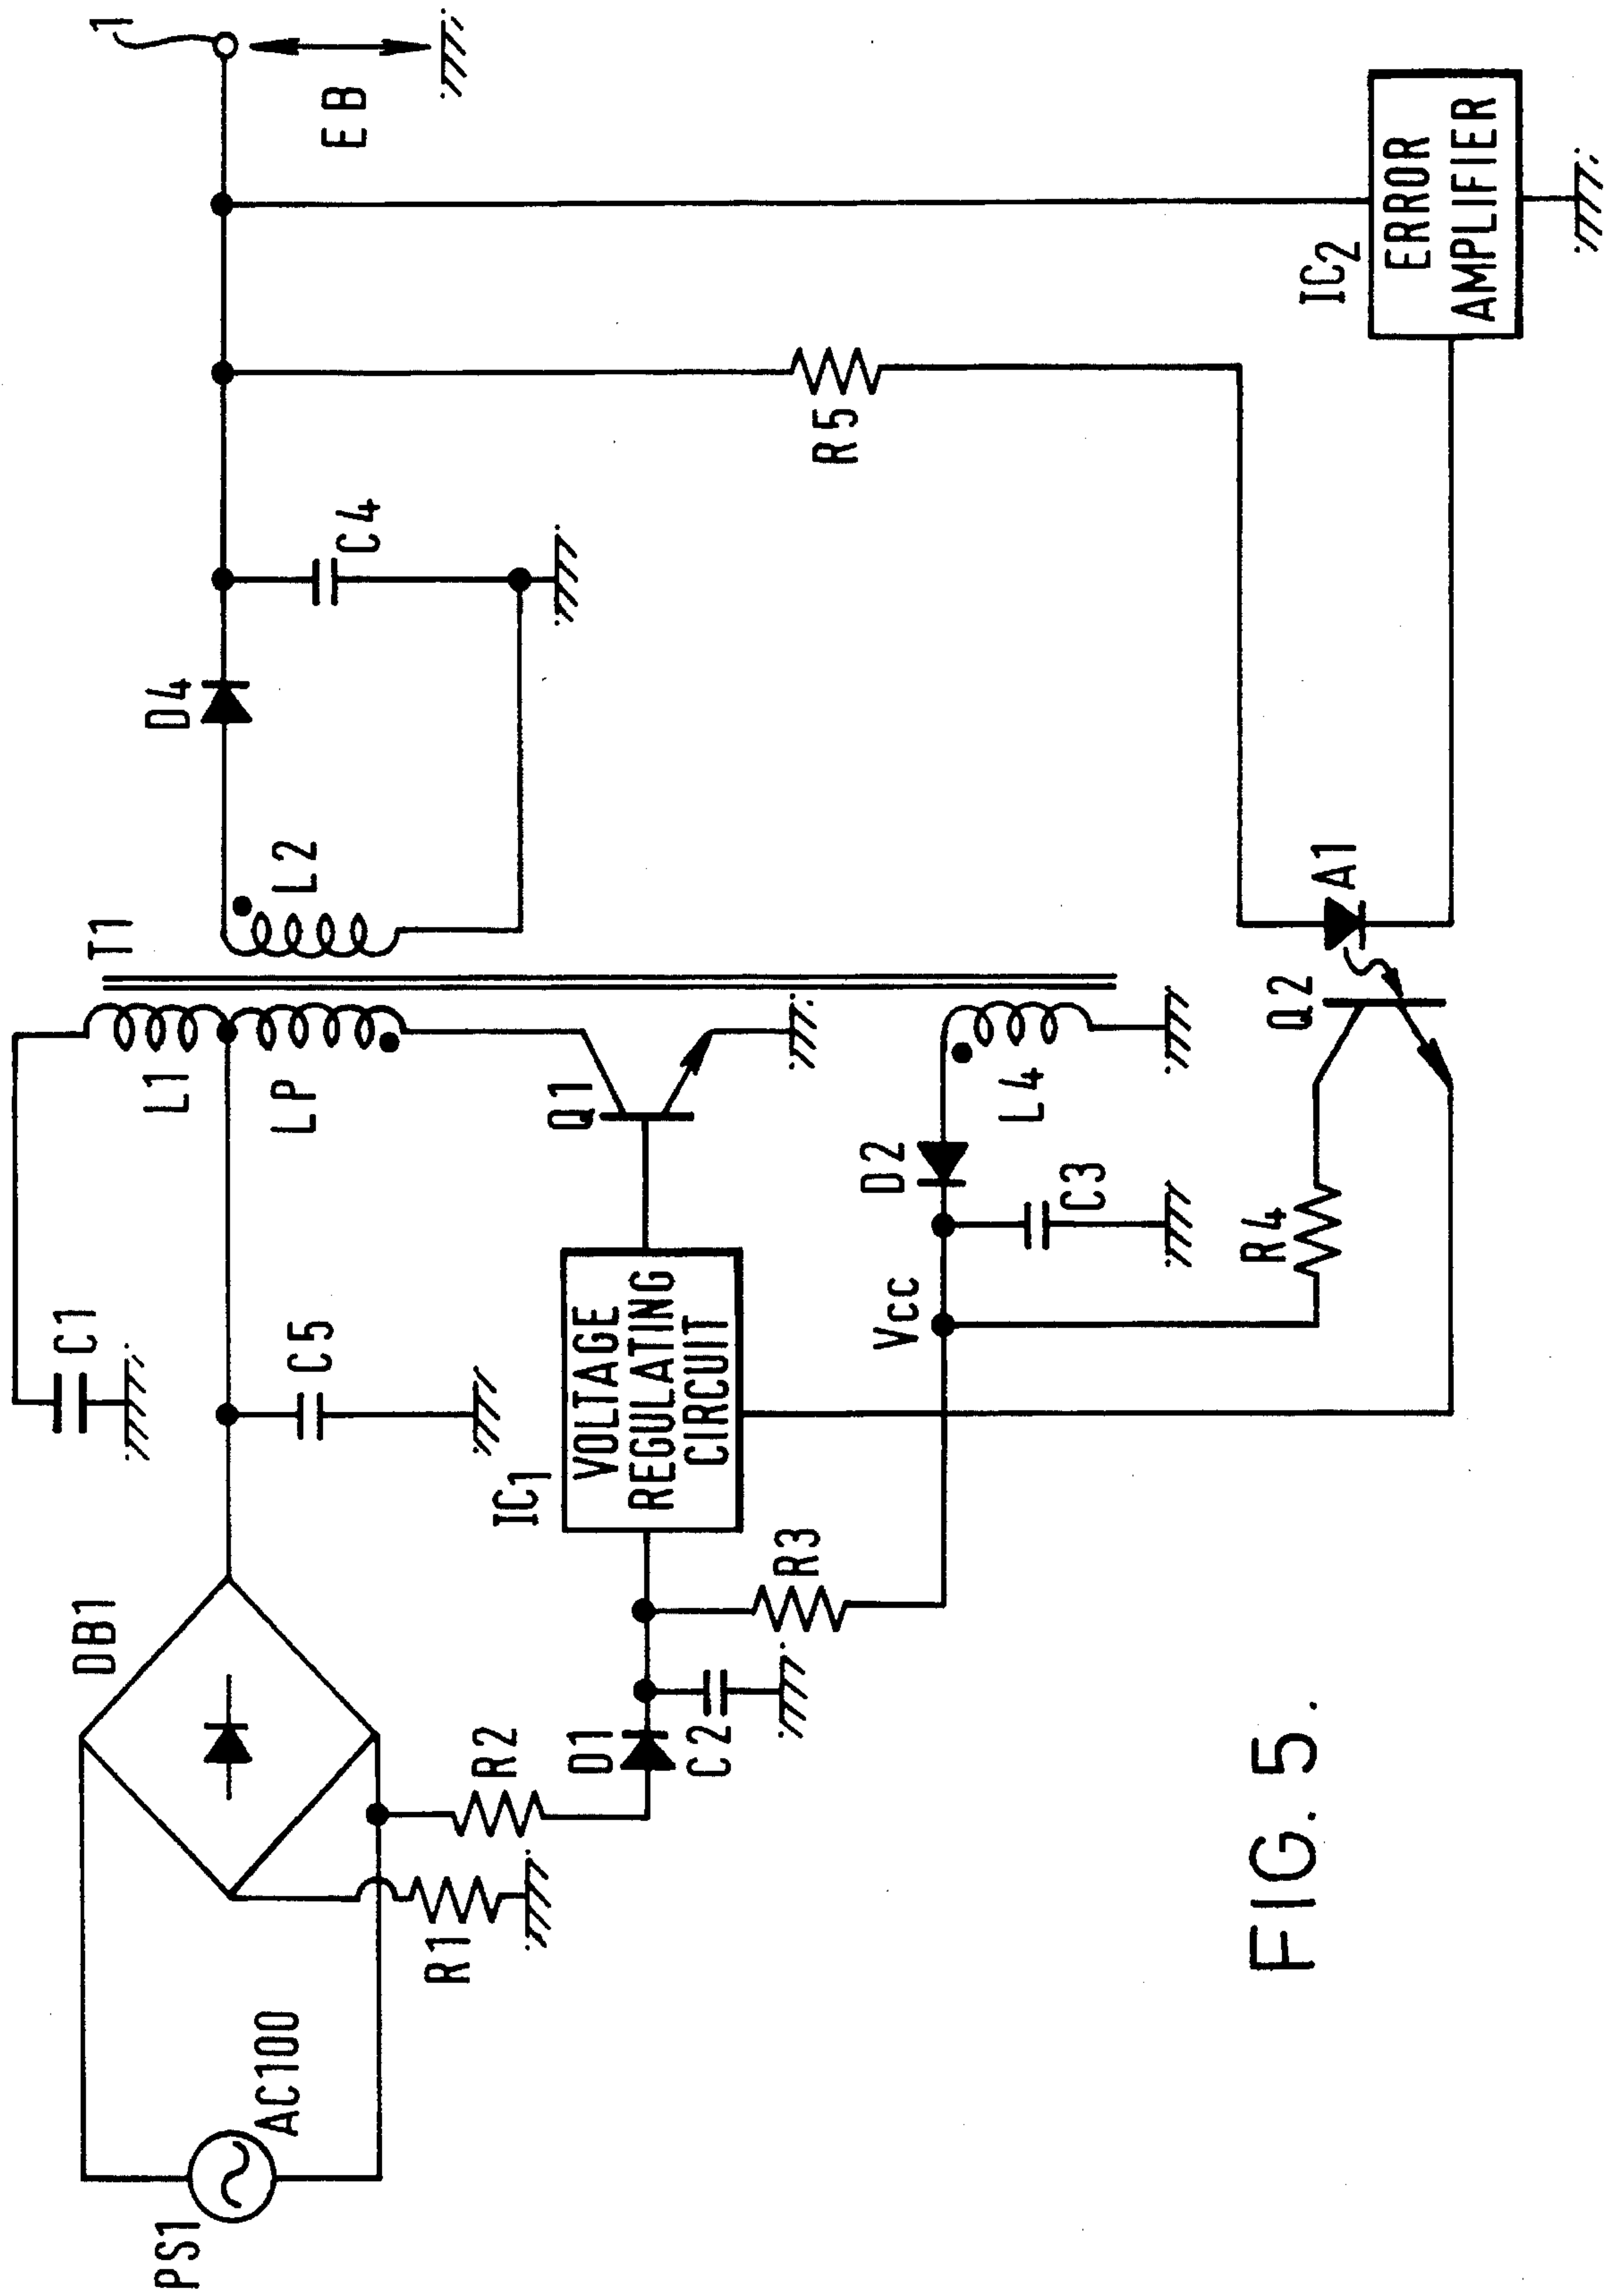 PS1
AC100
DB1
R1
R2
D1
C2
R3
IC1
VOLTAGE
REGULATING
CIRCUIT
C1
C5
L1
LP
T1
L2
D4
C4
Q1
D2
L4
C3
Vcc
R4
Q2
A1
R5
IC2
ERROR
AMPLIFIER
EB
1
FIG. 5.